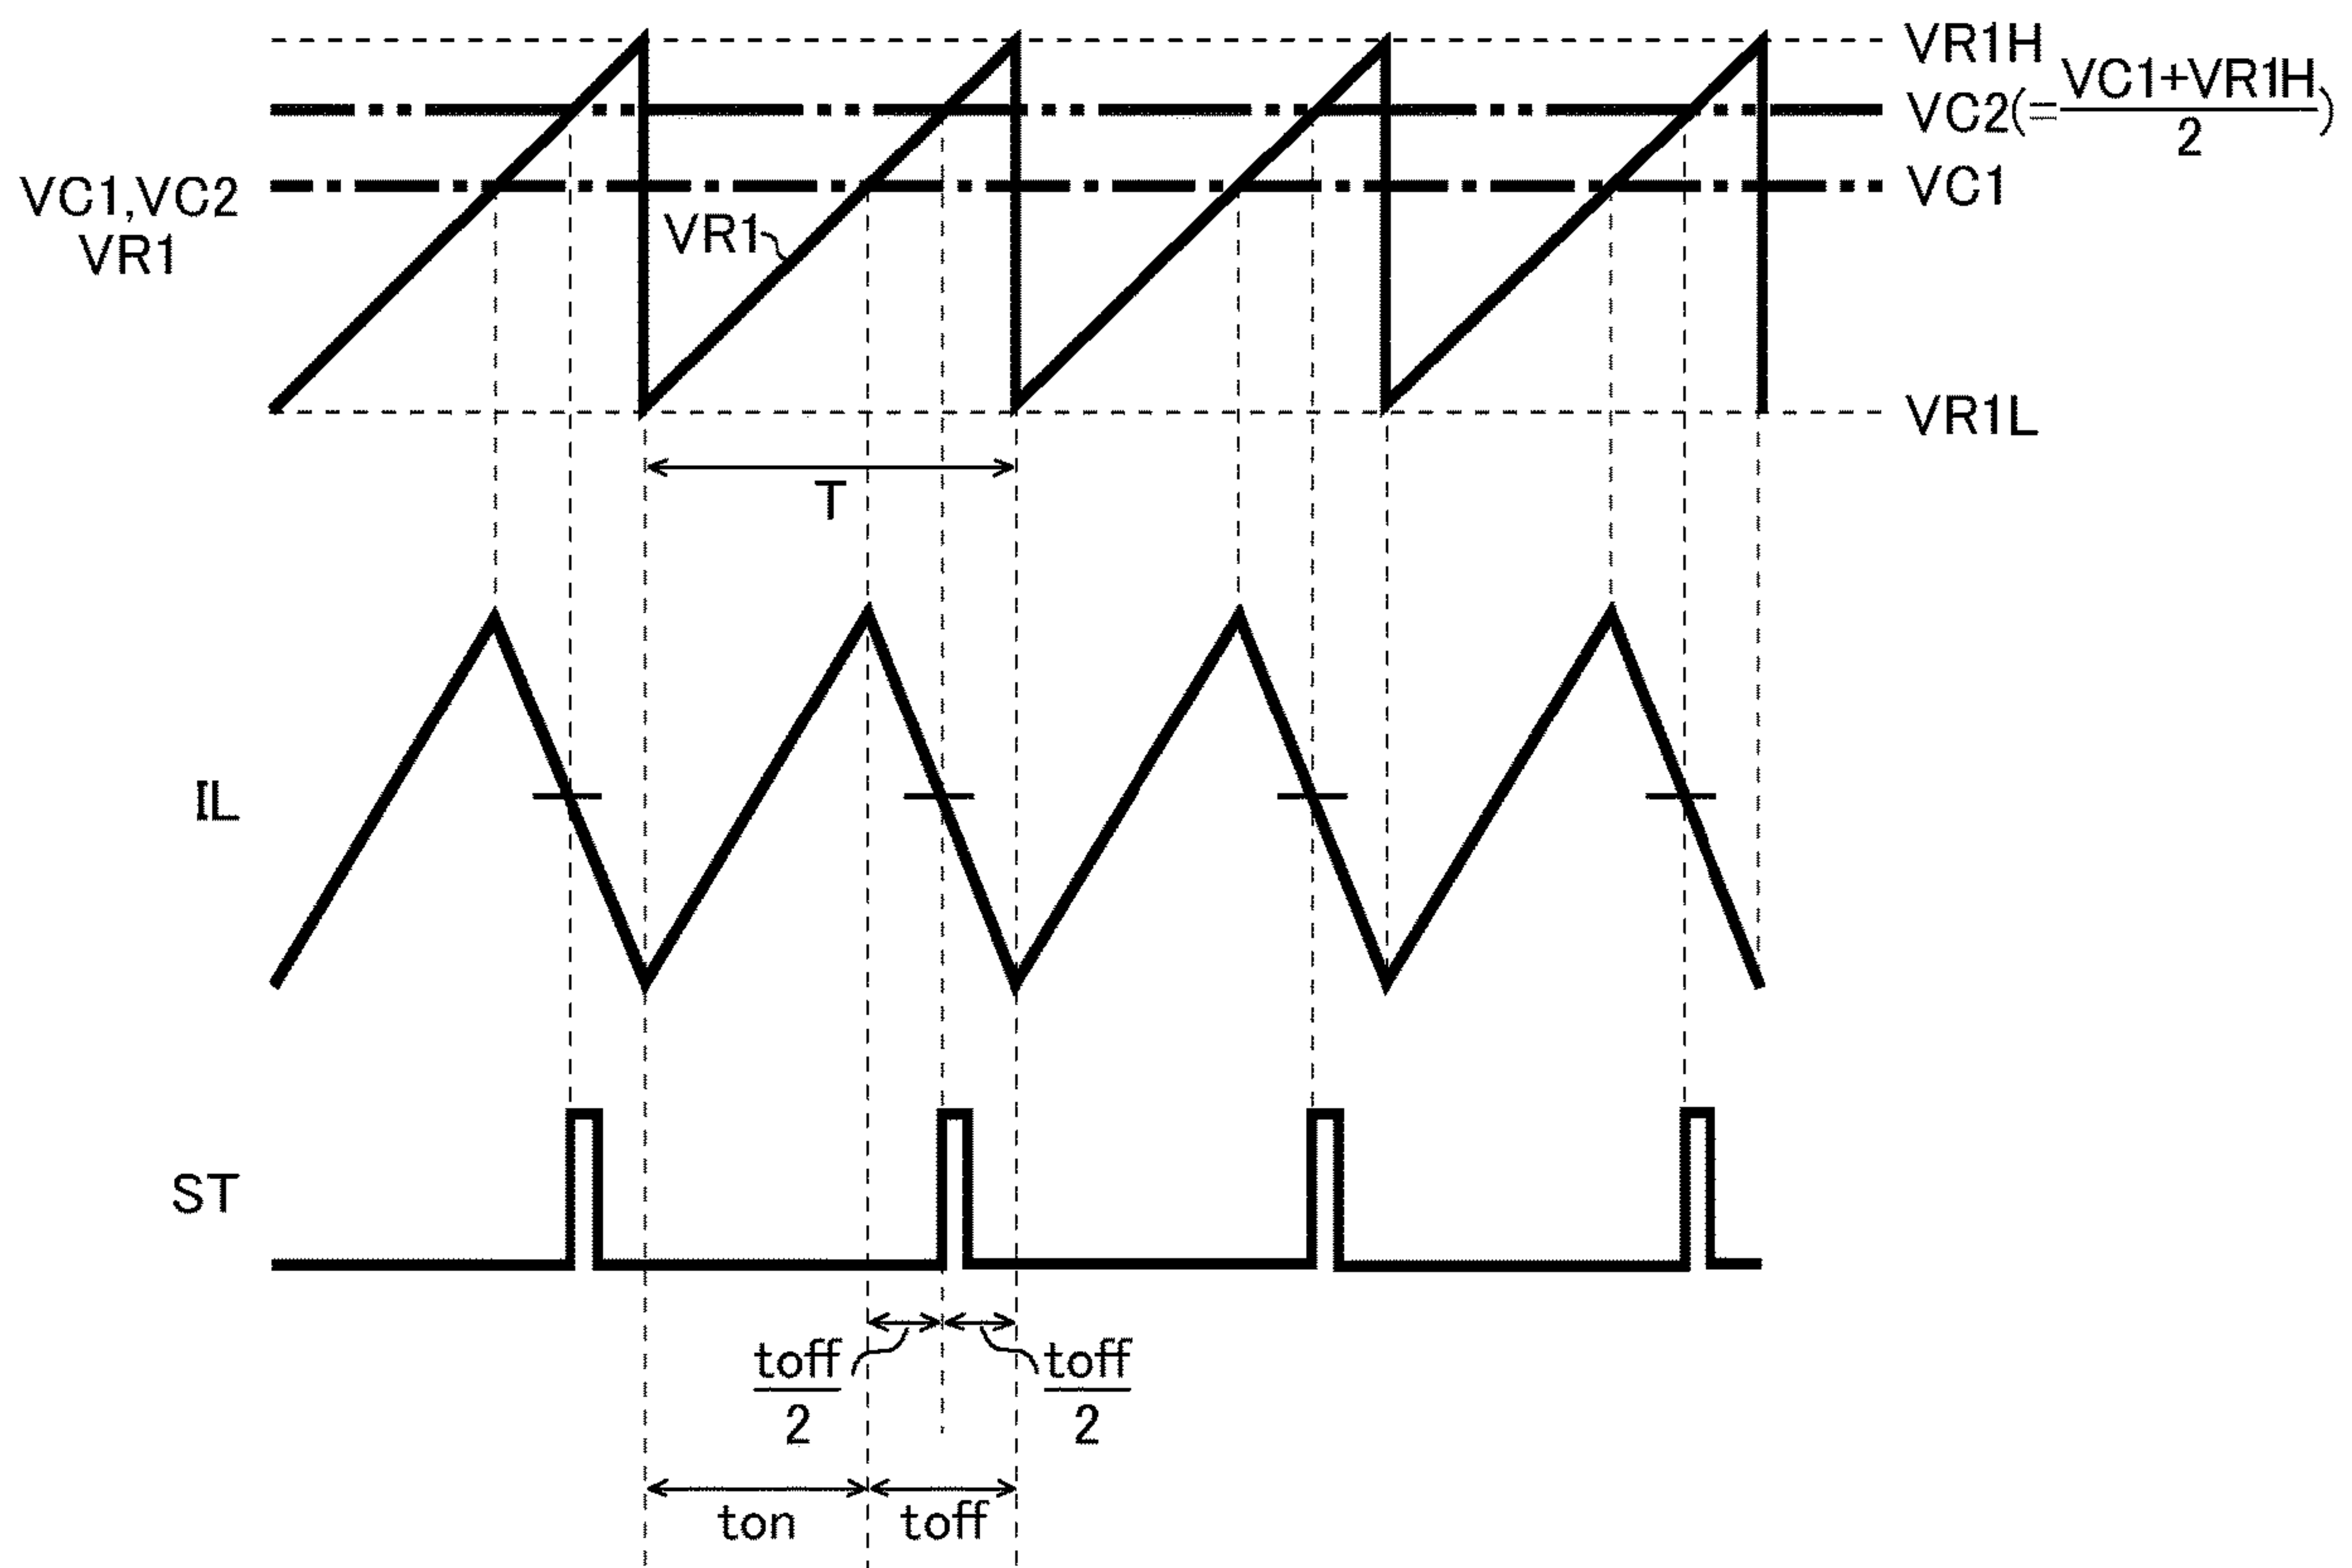 VR1H
VC2(=VC1+VR1H/2)
VC1
VC1,VC2
VR1
VR1
VR1L
T
IL
ST
toff/2
toff/2
ton
toff